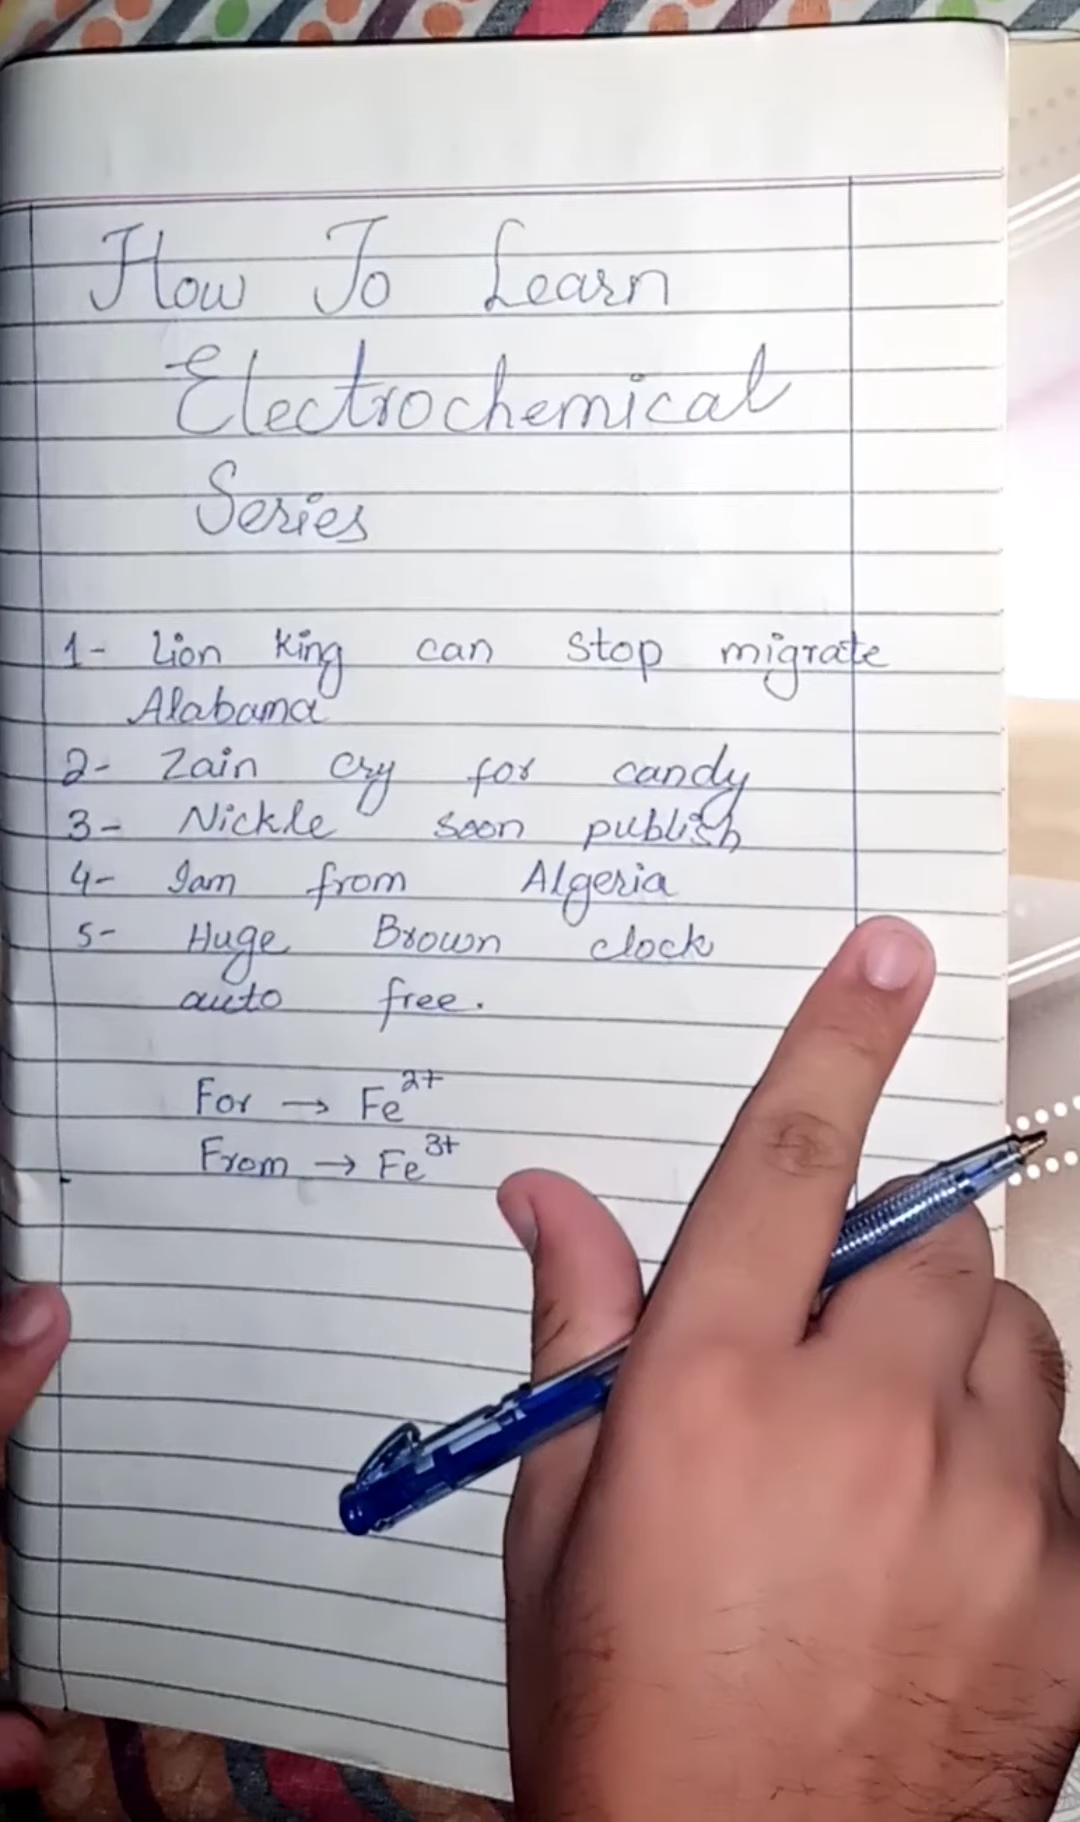 How To Learn
Electrochemical
Series
1- Lion king can stop migrate
Alabama
2- Zain cry for candy
3- Nickle soon publish
4- Iam from Algeria
5- Huge Brown clock
auto free.
For → Fe²⁺
From → Fe³⁺